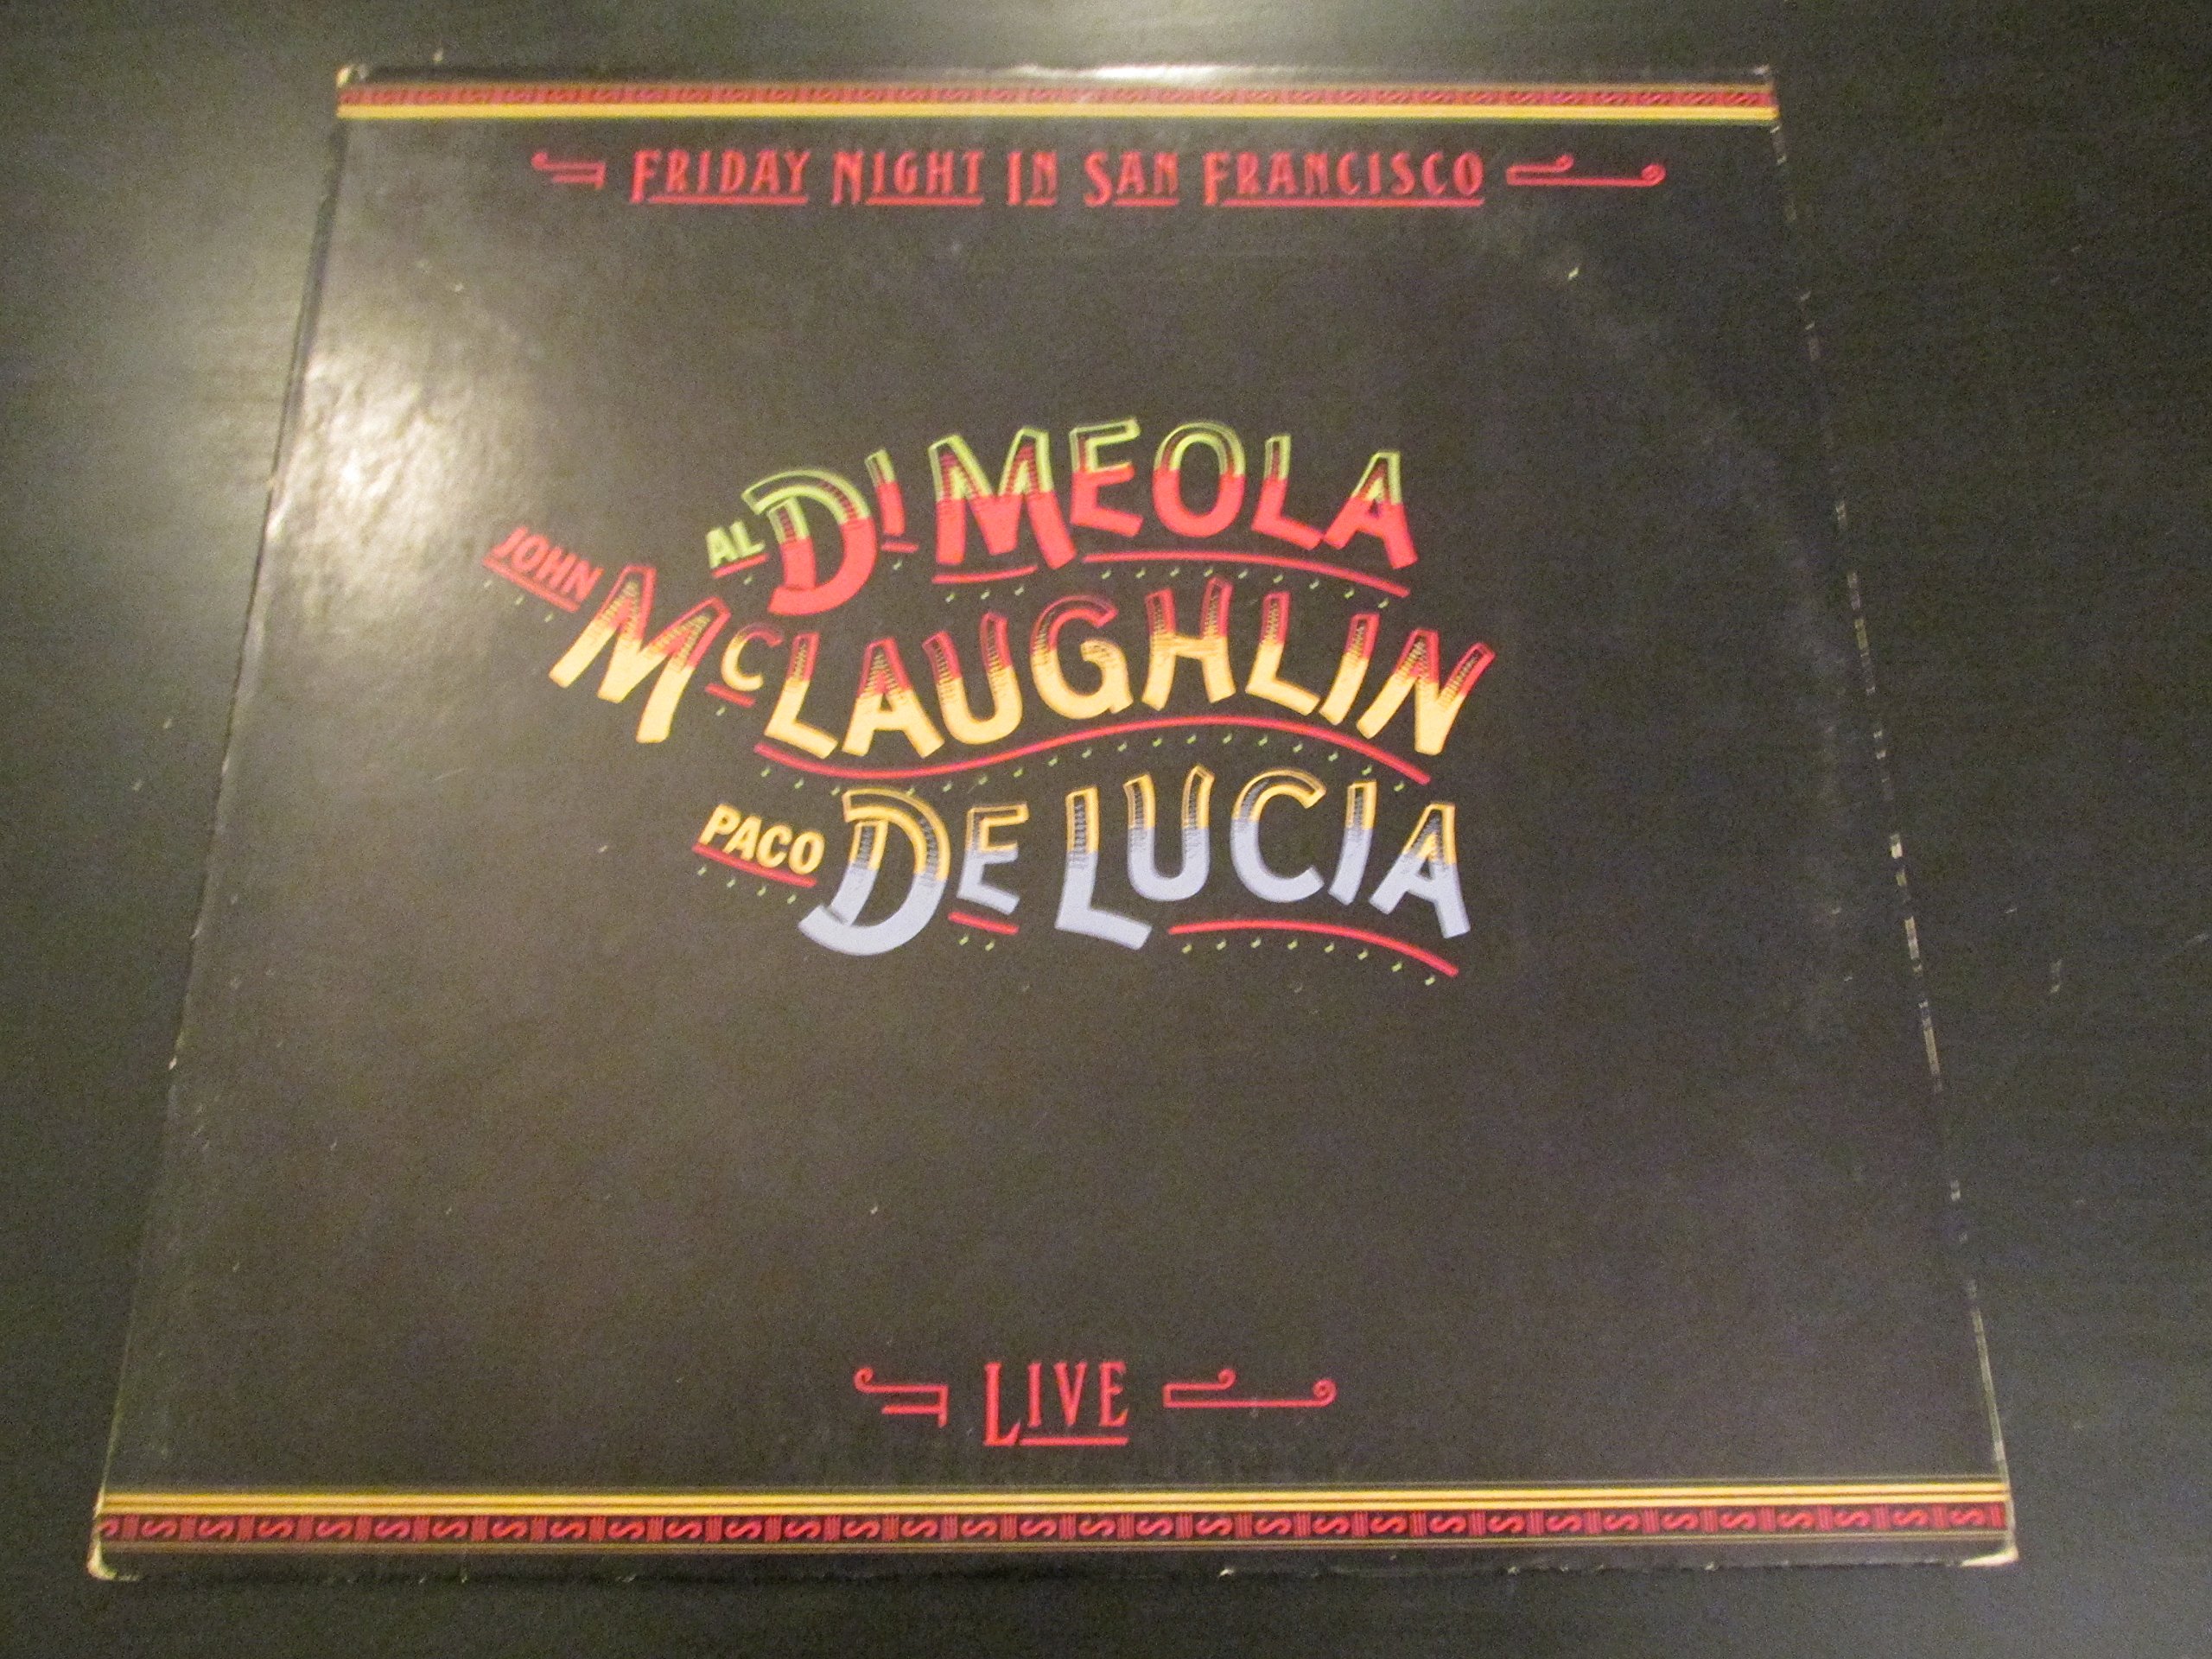 FRIDAY NIGHT IN SAN FRANCISCO
AL DI MEOLA
JOHN MCLAUGHLIN
PACO DE LUCIA
LIVE